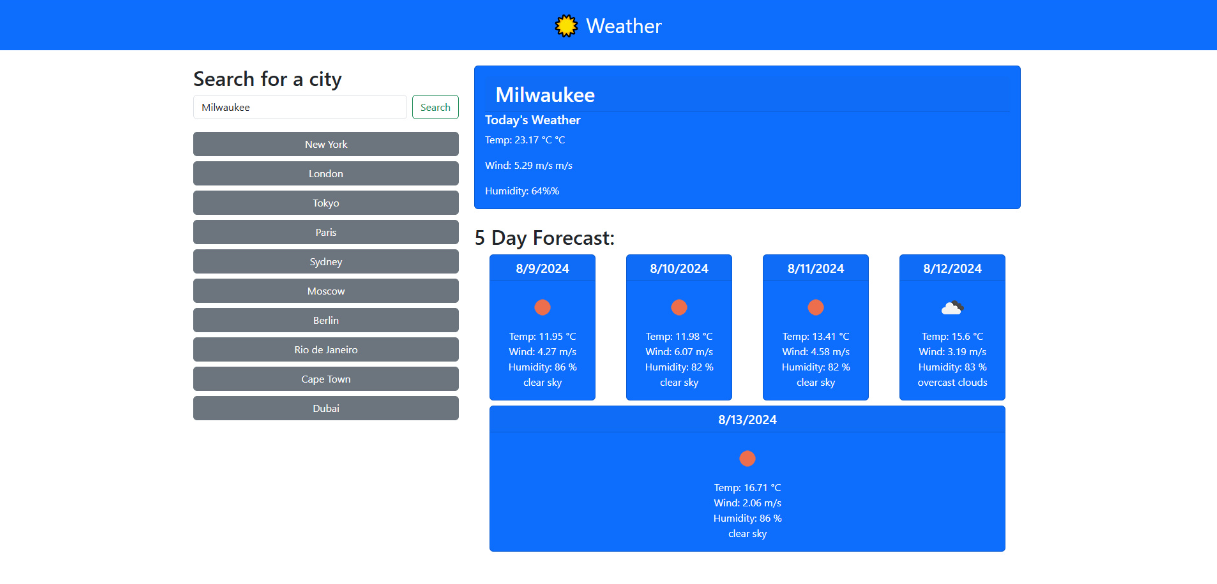 Weather
Search for a city
Milwaukee
Search
New York
London
Tokyo
Paris
Sydney
Moscow
Berlin
Rio de Janeiro
Cape Town
Dubai
Milwaukee
Today's Weather
Temp: 23.17 °C °C
Wind: 5.29 m/s m/s
Humidity: 64%%
5 Day Forecast:
8/9/2024
Temp: 11.95 °C
Wind: 4.27 m/s
Humidity: 86 %
clear sky
8/10/2024
Temp: 11.98 °C
Wind: 6.07 m/s
Humidity: 82 %
clear sky
8/11/2024
Temp: 13.41 °C
Wind: 4.58 m/s
Humidity: 82 %
clear sky
8/12/2024
Temp: 15.6 °C
Wind: 3.19 m/s
Humidity: 83 %
overcast clouds
8/13/2024
Temp: 16.71 °C
Wind: 2.06 m/s
Humidity: 86 %
clear sky